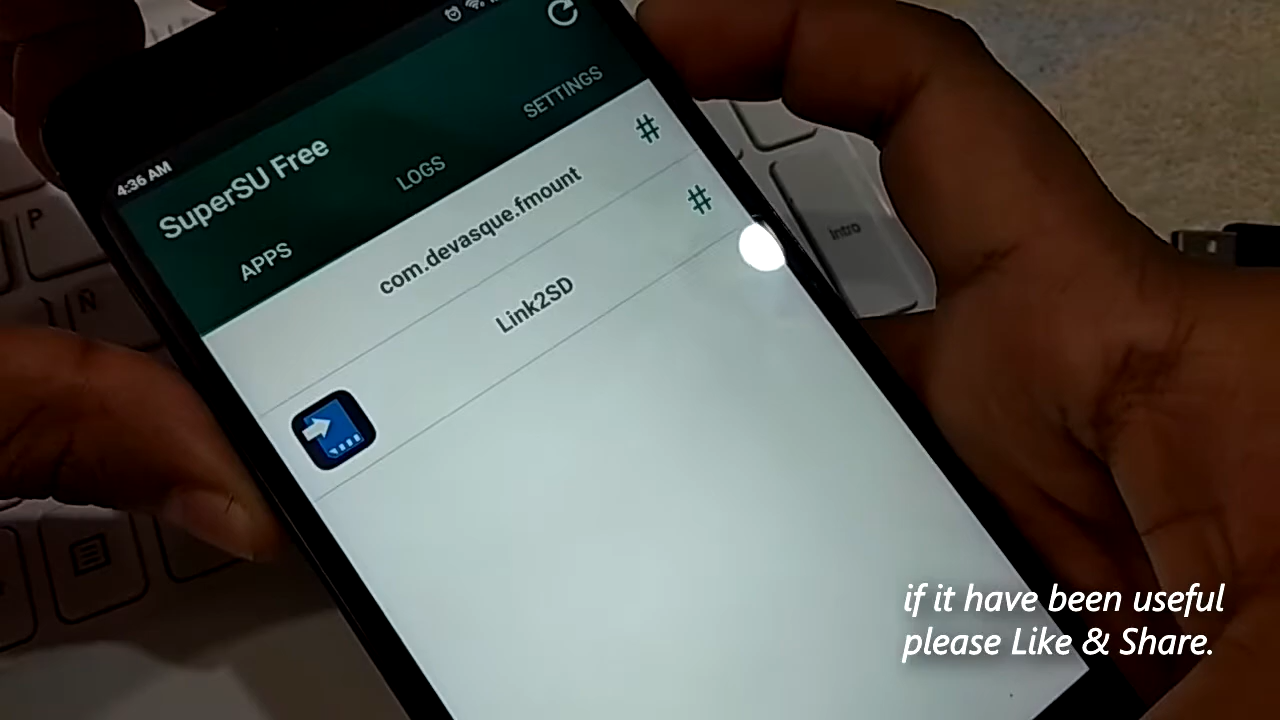 4:36 AM
SuperSU Free
APPS
LOGS
SETTINGS
com.devasque.fmount
#
Link2SD
#
P
Ñ
Intro
if it have been useful
please Like & Share.